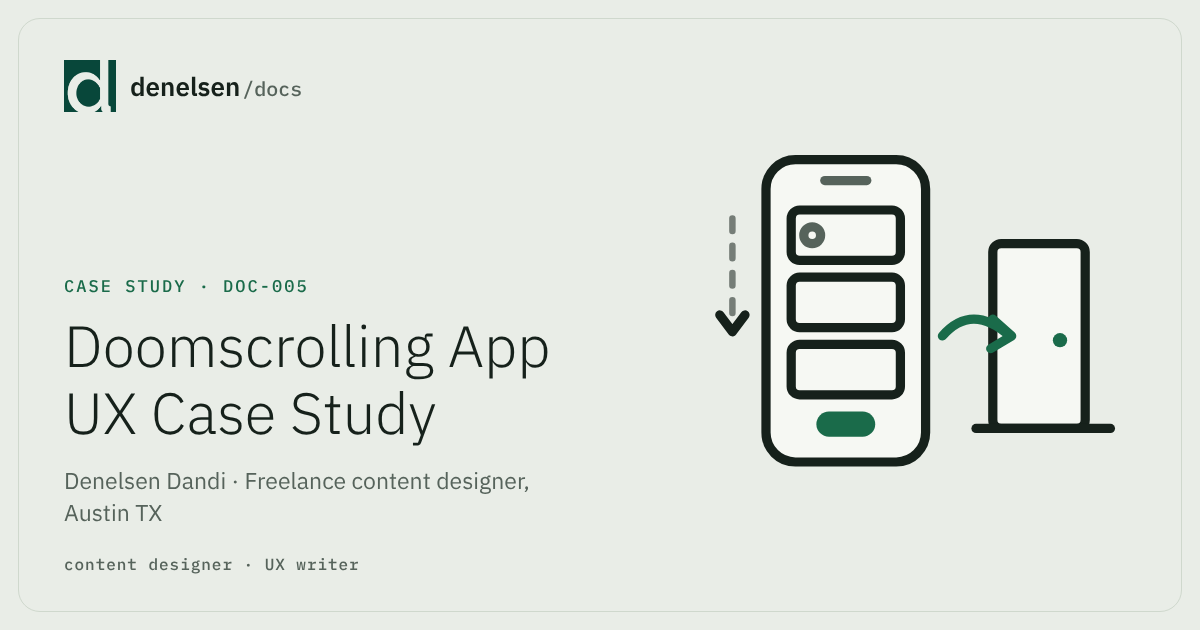 d denelsen/docs
CASE STUDY · DOC-005
Doomscrolling App
UX Case Study
Denelsen Dandi · Freelance content designer,
Austin TX
content designer · UX writer